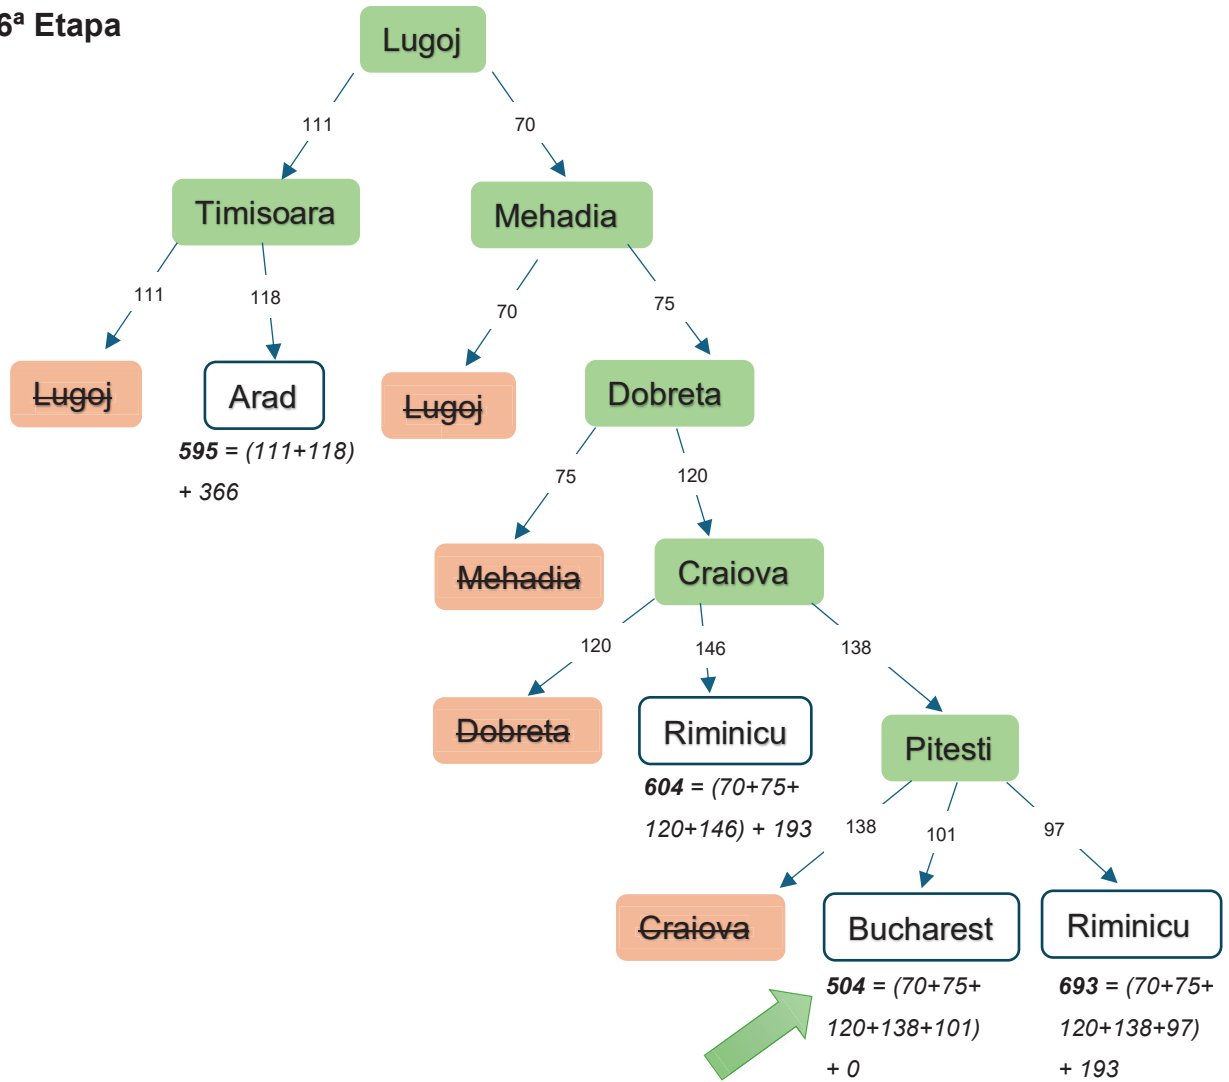 6ª Etapa
Lugoj
111
70
Timisoara
Mehadia
111
118
70
75
Lugoj
Arad
Lugoj
Dobreta
595 = (111+118)
+ 366
75
120
Mehadia
Craiova
120
146
138
Dobreta
Riminicu
Pitesti
604 = (70+75+
120+146) + 193
138
101
97
Craiova
Bucharest
Riminicu
504 = (70+75+
120+138+101)
+ 0
693 = (70+75+
120+138+97)
+ 193